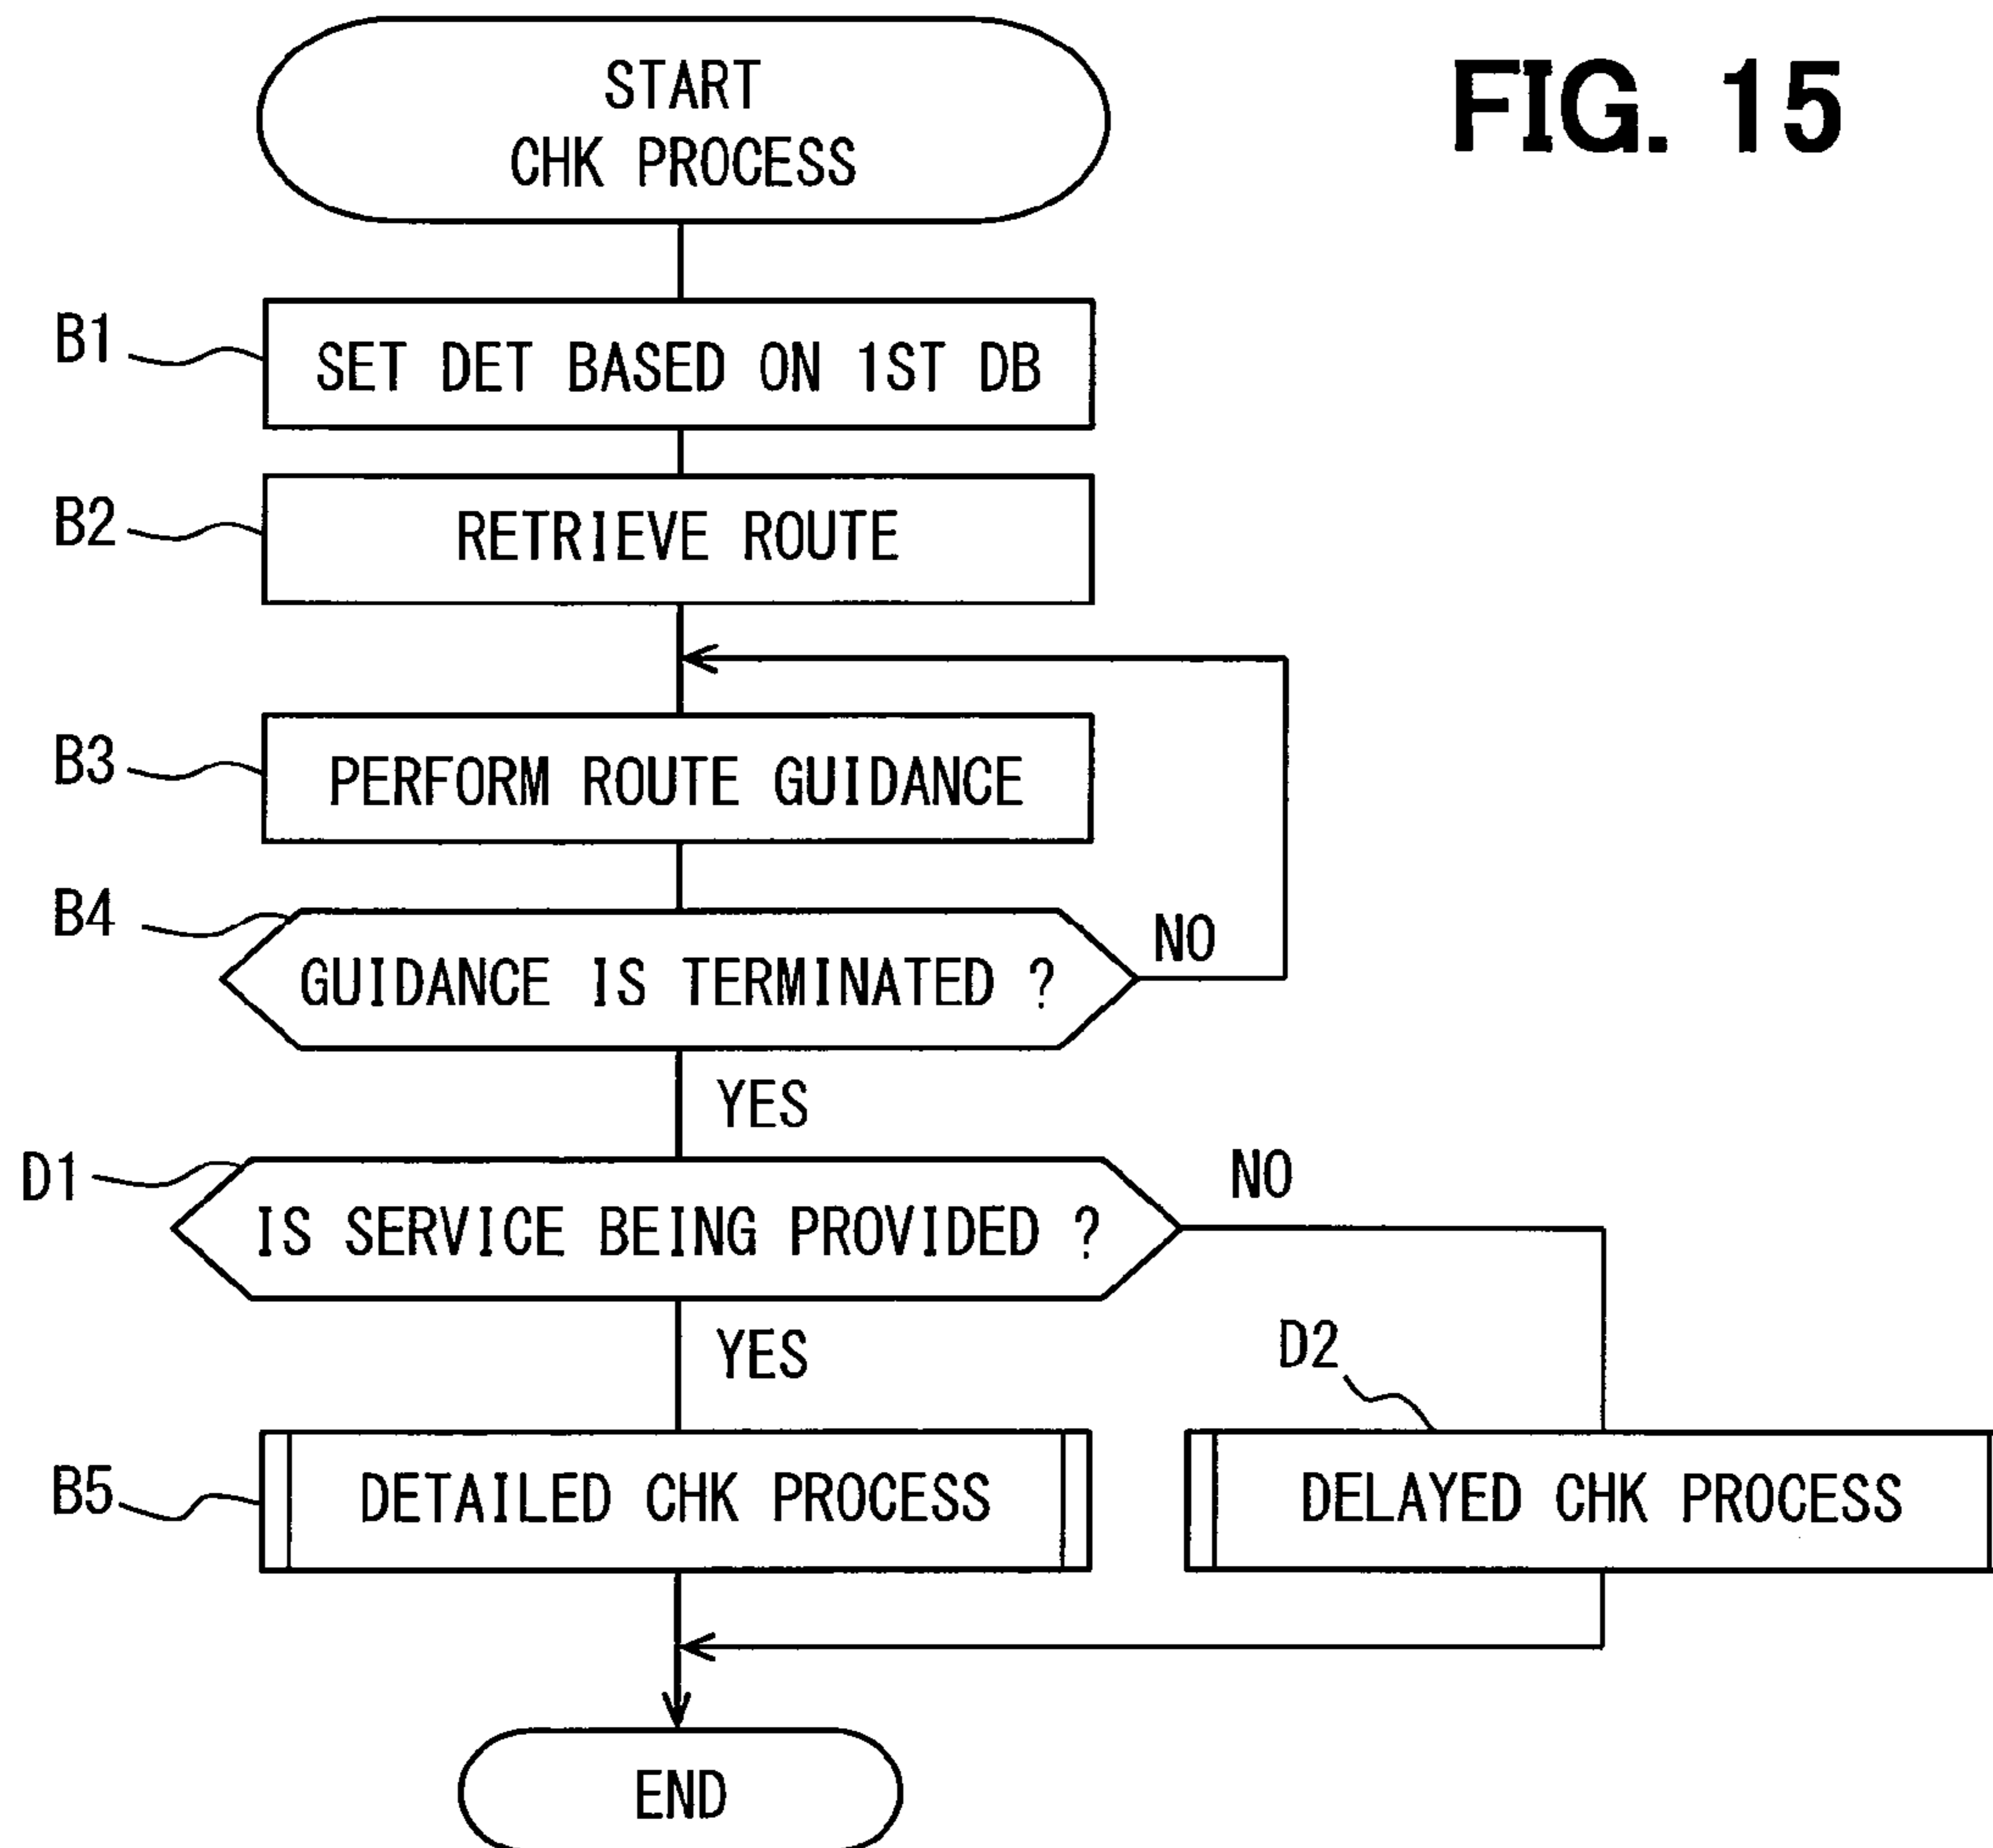 FIG. 15
START
CHK PROCESS
B1
SET DET BASED ON 1ST DB
B2
RETRIEVE ROUTE
B3
PERFORM ROUTE GUIDANCE
B4
GUIDANCE IS TERMINATED ?
NO
YES
D1
IS SERVICE BEING PROVIDED ?
NO
YES
D2
B5
DETAILED CHK PROCESS
DELAYED CHK PROCESS
END